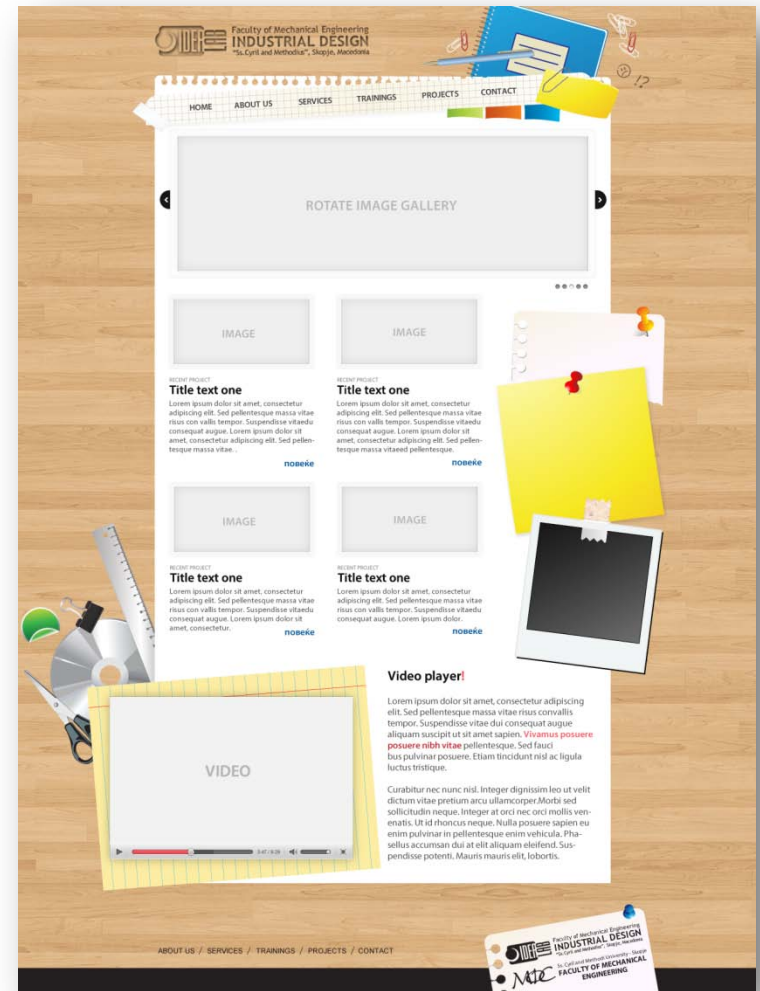 Faculty of Mechanical Engineering
IDEE INDUSTRIAL DESIGN
"Ss.Cyril and Methodius", Skopje, Macedonia
!?
HOME ABOUT US SERVICES TRAININGS PROJECTS CONTACT
ROTATE IMAGE GALLERY
IMAGE
RECENT PROJECT
Title text one
Lorem ipsum dolor sit amet, consectetur
adipiscing elit. Sed pellentesque massa vitae
risus con vallis tempor. Suspendisse vitaedu
consequat augue. Lorem ipsum dolor sit
amet, consectetur adipiscing elit. Sed pellen-
tesque massa vitae. .
повеќе
IMAGE
RECENT PROJECT
Title text one
Lorem ipsum dolor sit amet, consectetur
adipiscing elit. Sed pellentesque massa vitae
risus con vallis tempor. Suspendisse vitaedu
consequat augue. Lorem ipsum dolor sit
amet, consectetur adipiscing elit. Sed pellen-
tesque massa vitaeed pellentesque.
повеќе
IMAGE
RECENT PROJECT
Title text one
Lorem ipsum dolor sit amet, consectetur
adipiscing elit. Sed pellentesque massa vitae
risus con vallis tempor. Suspendisse vitaedu
consequat augue. Lorem ipsum dolor sit
amet, consectetur.
повеќе
IMAGE
RECENT PROJECT
Title text one
Lorem ipsum dolor sit amet, consectetur
adipiscing elit. Sed pellentesque massa vitae
risus con vallis tempor. Suspendisse vitaedu
consequat augue. Lorem ipsum dolor.
повеќе
VIDEO
Video player!
Lorem ipsum dolor sit amet, consectetur adipiscing
elit. Sed pellentesque massa vitae risus convallis
tempor. Suspendisse vitae dui consequat augue
aliquam suscipit ut sit amet sapien. Vivamus posuere
posuere nibh vitae pellentesque. Sed fauci
bus pulvinar posuere. Etiam tincidunt nisl ac ligula
luctus tristique.
Curabitur nec nunc nisl. Integer dignissim leo ut velit
dictum vitae pretium arcu ullamcorper.Morbi sed
sollicitudin neque. Integer at orci nec orci mollis ven-
enatis. Ut id rhoncus neque. Nulla posuere sapien eu
enim pulvinar in pellentesque enim vehicula. Pha-
sellus accumsan dui at elit aliquam eleifend. Sus-
pendisse potenti. Mauris mauris elit, lobortis.
ABOUT US / SERVICES / TRAININGS / PROJECTS / CONTACT
Faculty of Mechanical Engineering
INDUSTRIAL DESIGN
"Ss.Cyril and Methodius", Skopje, Macedonia
Ss. Cyril and Methodi University - Skopje
FACULTY OF MECHANICAL
ENGINEERING